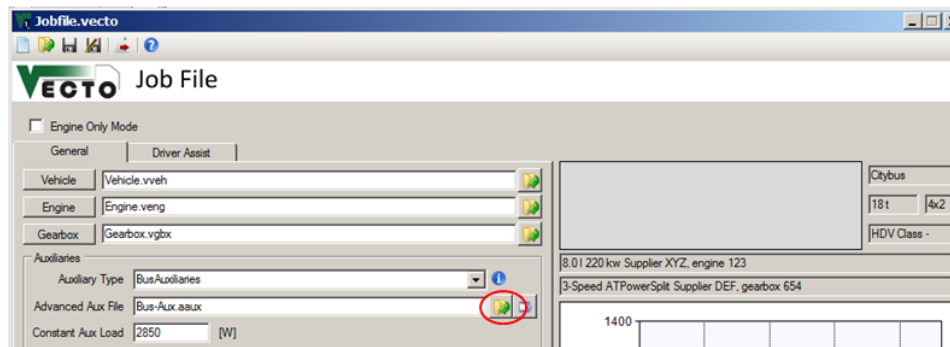 Jobfile.vecto
VECTO Job File
Engine Only Mode
General Driver Assist
Vehicle Vehicle.vveh
Engine Engine.veng
Gearbox Gearbox.vgbx
Auxiliaries
Auxiliary Type BusAuxiliaries
Advanced Aux File Bus-Aux.aaux
Constant Aux Load 2850 [W]
Citybus
18 t 4x2
HDV Class -
8.0 l 220 kw Supplier XYZ, engine 123
3-Speed ATPowerSplit Supplier DEF, gearbox 654
1400